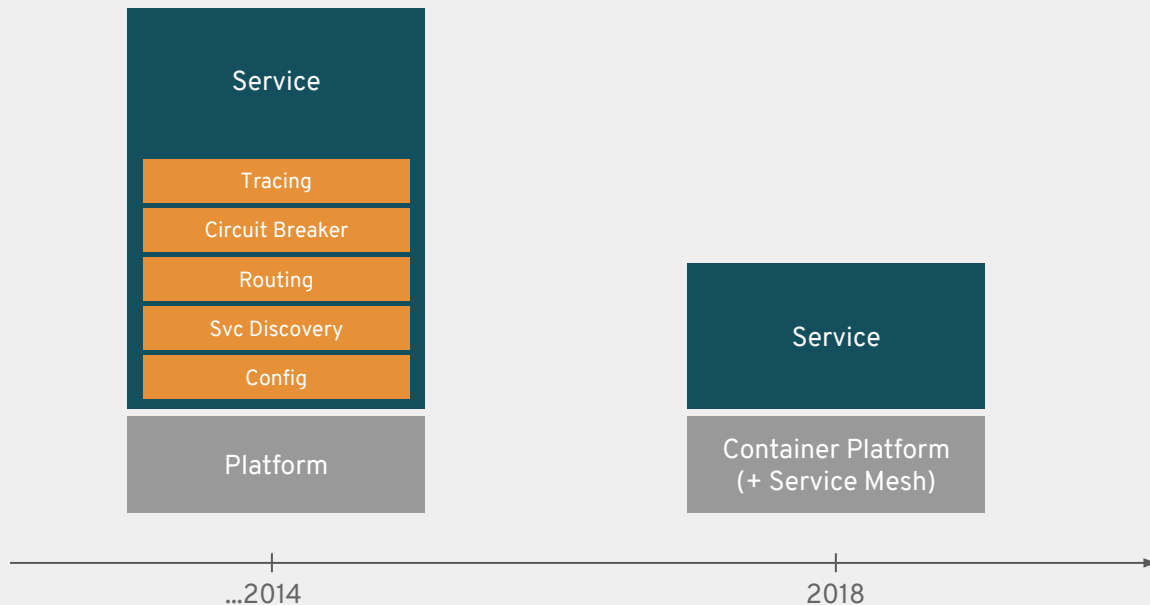 Service
Tracing
Circuit Breaker
Routing
Svc Discovery
Config
Platform
Service
Container Platform
(+ Service Mesh)
...2014
2018